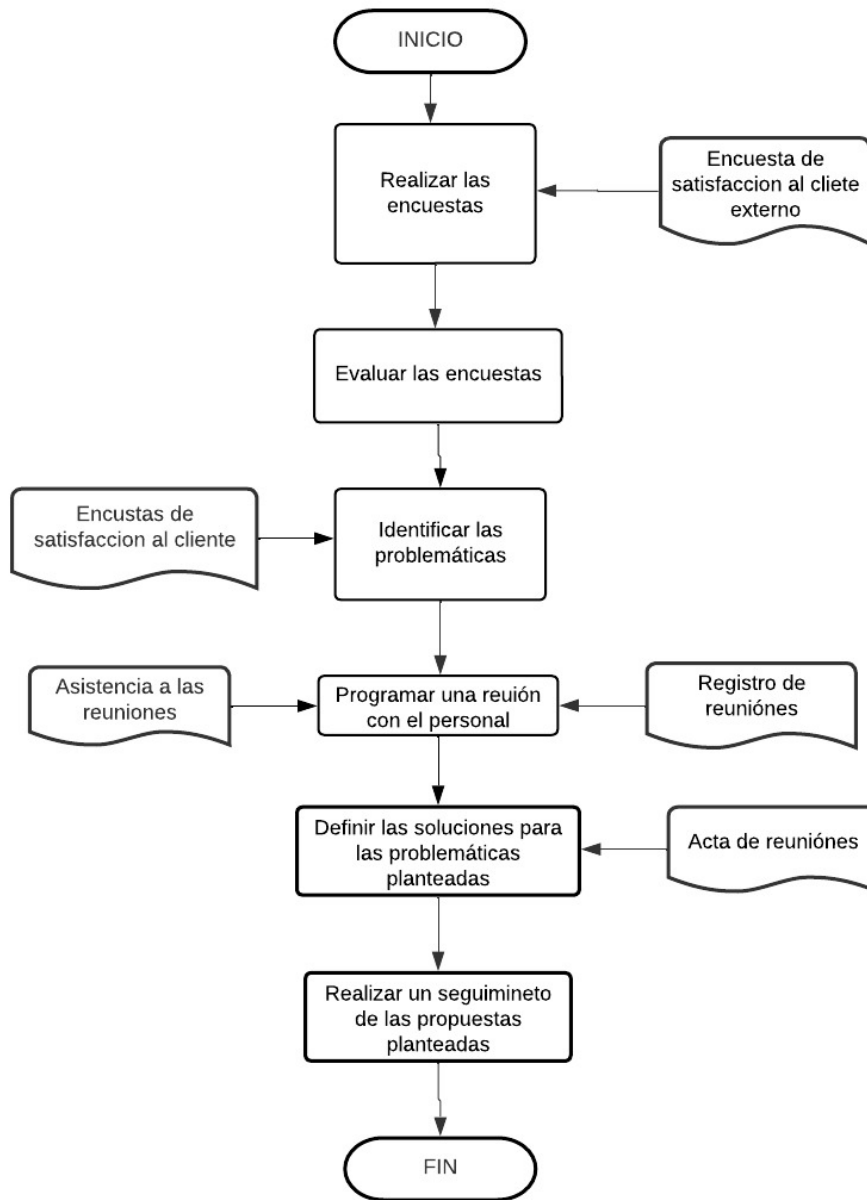 INICIO
Realizar las
encuestas
Encuesta de
satisfaccion al cliete
externo
Evaluar las encuestas
Encustas de
satisfaccion al cliente
Identificar las
problemáticas
Asistencia a las
reuniones
Programar una reuión
con el personal
Registro de
reuniónes
Definir las soluciones para
las problemáticas
planteadas
Acta de reuniónes
Realizar un seguimineto
de las propuestas
planteadas
FIN